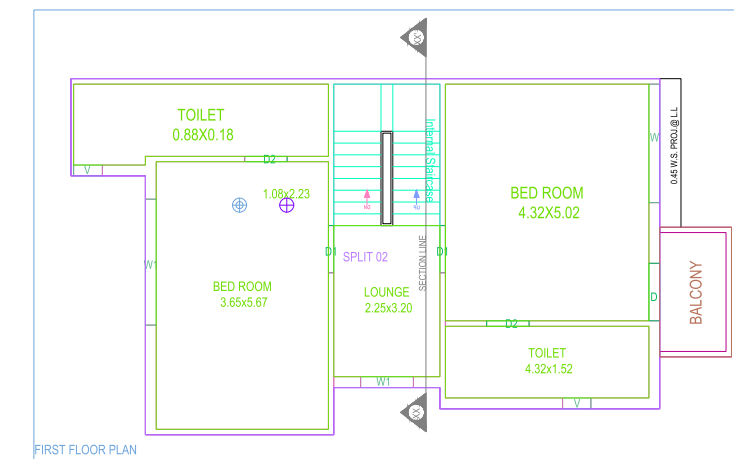 XX'
TOILET
0.88X0.18
Internal Staircase
W
0.45 W.S. PROJ.@ L.L
D2
V
1.08x2.23
BED ROOM
4.32X5.02
UP
W1
D1
SPLIT 02
SECTION LINE
D1
BALCONY
BED ROOM
3.65x5.67
LOUNGE
2.25x3.20
D
D2
TOILET
4.32x1.52
W1
V
XX'
FIRST FLOOR PLAN